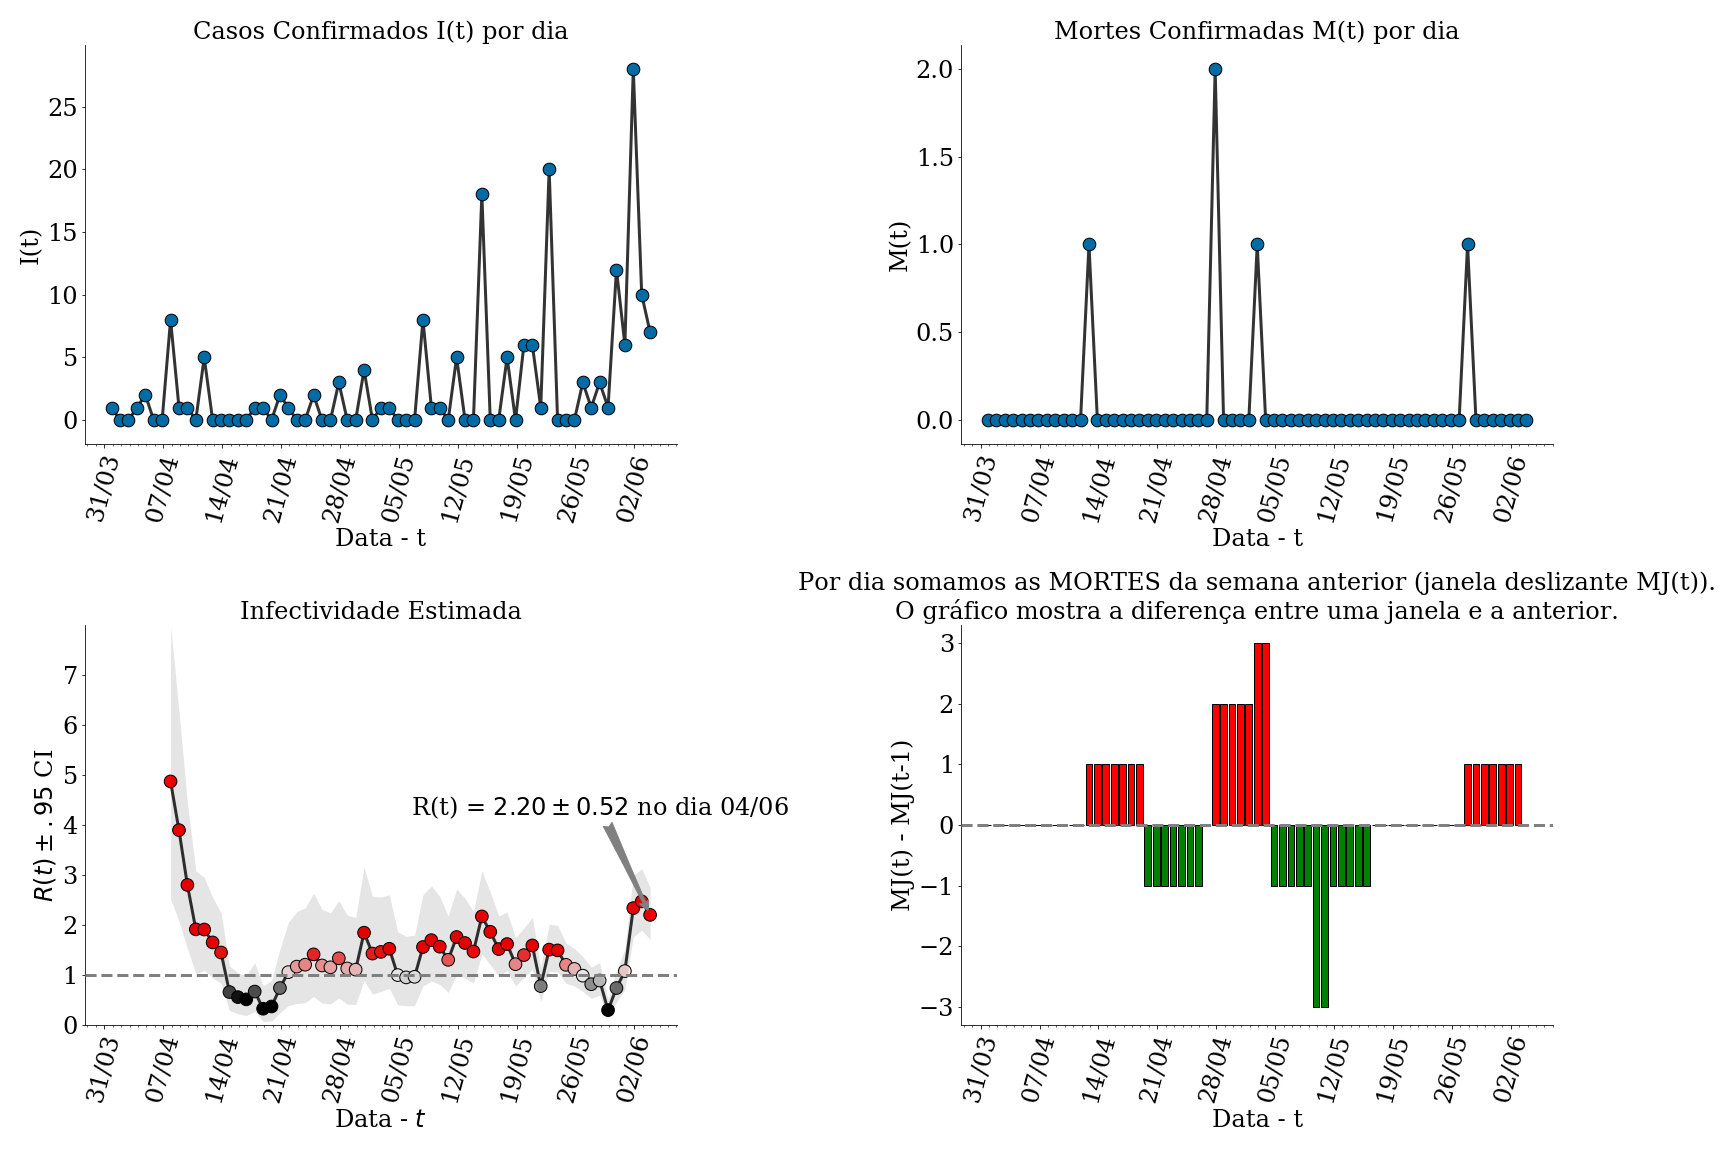 Casos Confirmados I(t) por dia
I(t)
25
20
15
10
5
0
31/03 07/04 14/04 21/04 28/04 05/05 12/05 19/05 26/05 02/06
Data - t
Mortes Confirmadas M(t) por dia
M(t)
2.0
1.5
1.0
0.5
0.0
31/03 07/04 14/04 21/04 28/04 05/05 12/05 19/05 26/05 02/06
Data - t
Infectividade Estimada
R(t) ± .95 CI
7
6
5
4
3
2
1
0
R(t) = 2.20 ± 0.52 no dia 04/06
31/03 07/04 14/04 21/04 28/04 05/05 12/05 19/05 26/05 02/06
Data - t
Por dia somamos as MORTES da semana anterior (janela deslizante MJ(t)).
O gráfico mostra a diferença entre uma janela e a anterior.
MJ(t) - MJ(t-1)
3
2
1
0
−1
−2
−3
31/03 07/04 14/04 21/04 28/04 05/05 12/05 19/05 26/05 02/06
Data - t